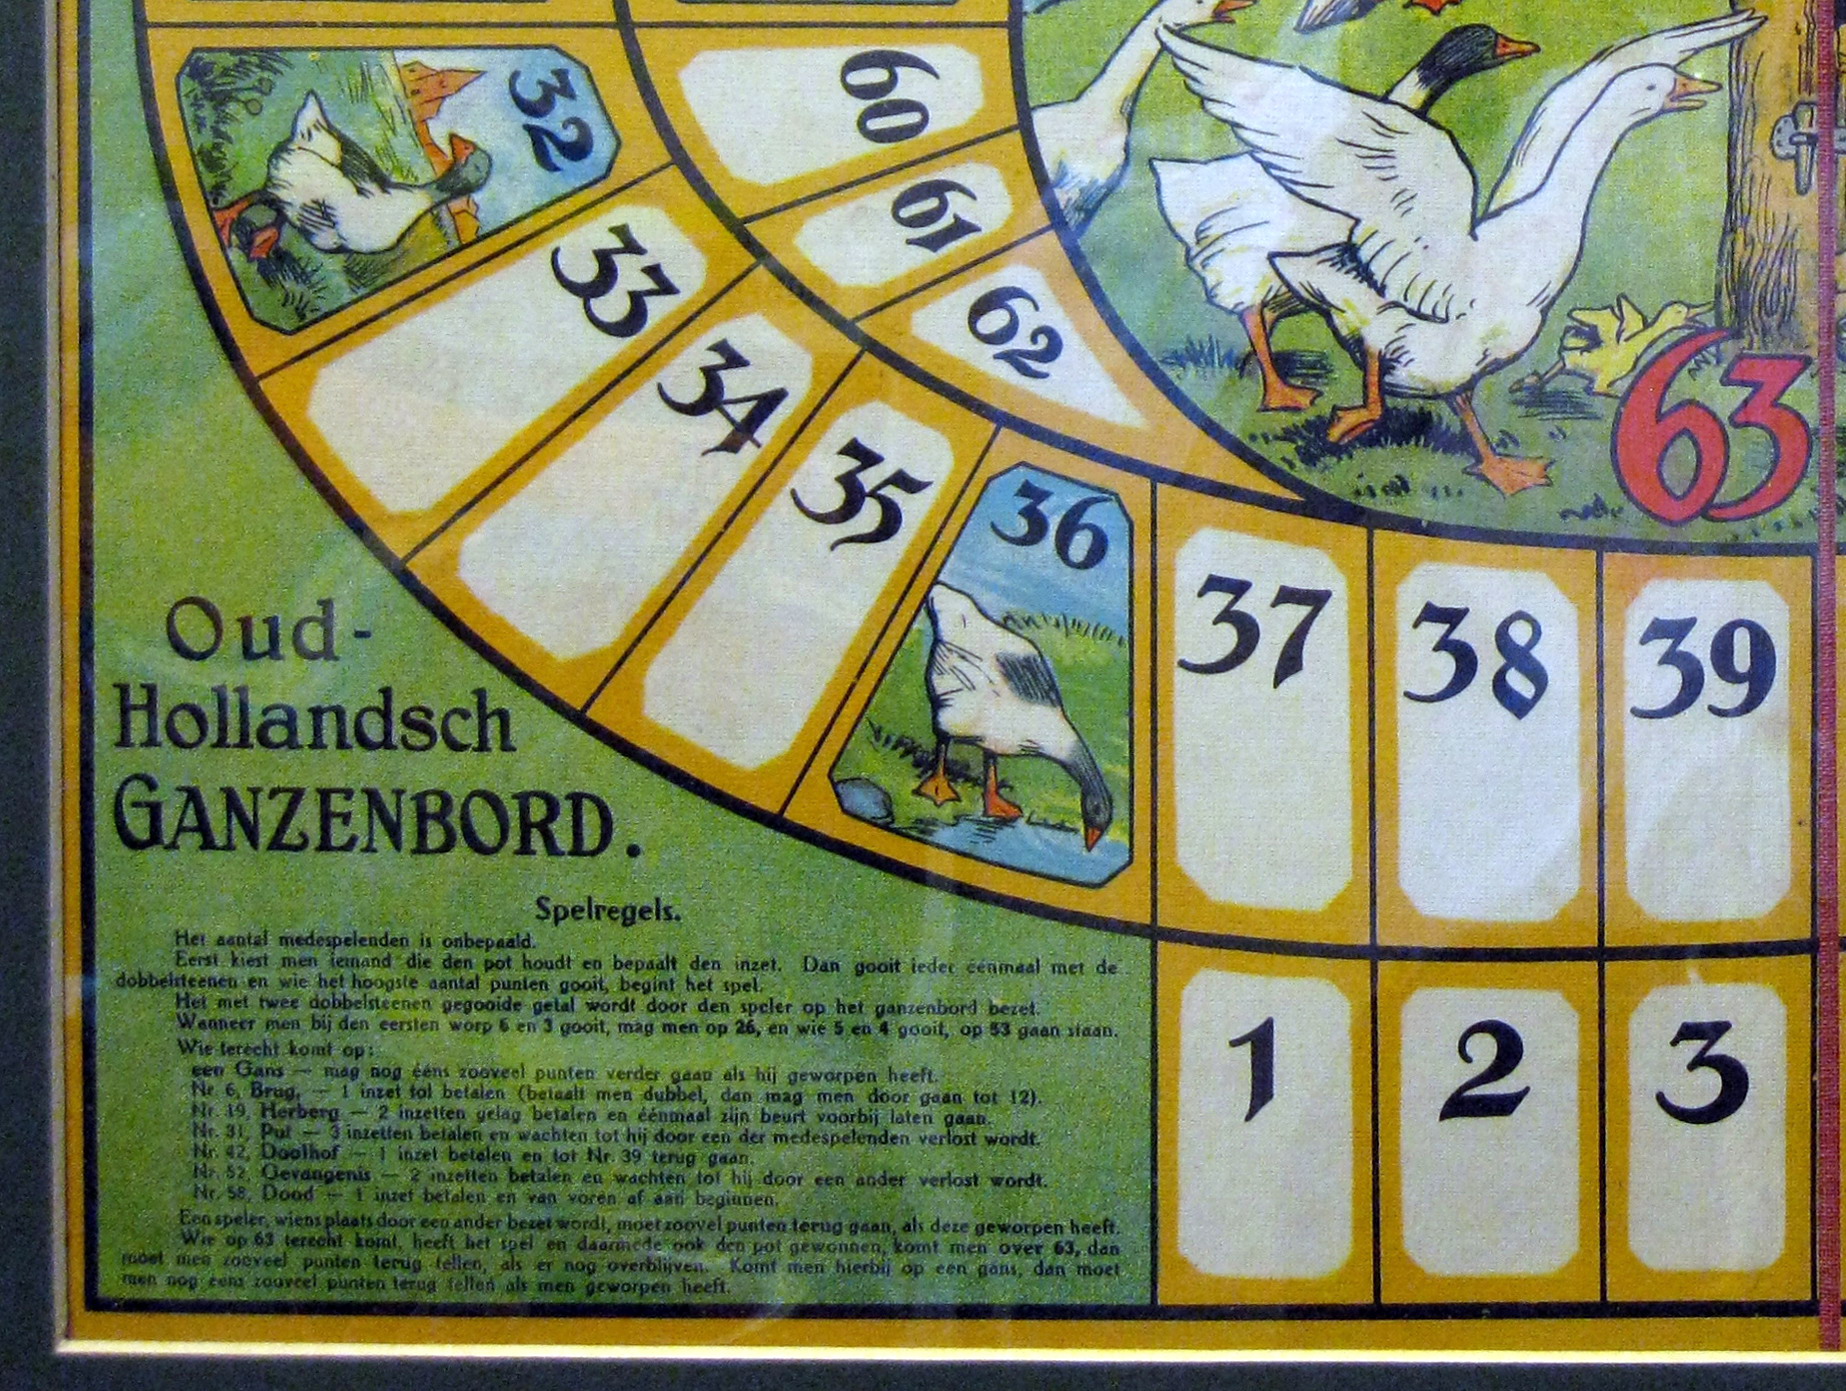 32
60
61
62
33
34
35
36
37
38
39
63
1
2
3
Oud-
Hollandsch
GANZENBORD.
Spelregels.
Het aantal medespelenden is onbepaald.
Eerst kiest men iemand die den pot houdt en bepaalt den inzet. Dan gooit ieder éénmaal met de
dobbelsteenen en wie het hoogste aantal punten gooit, begint het spel.
Het met twee dobbelsteenen gegooide getal wordt door den speler op het ganzenbord bezet.
Wanneer men bij den eersten worp 6 en 3 gooit, mag men op 26, en wie 5 en 4 gooit, op 53 gaan staan.
Wie terecht komt op:
een Gans — mag nog ééns zooveel punten verder gaan als hij geworpen heeft.
Nr. 6, Brug, — 1 inzet tol betalen (betaalt men dubbel, dan mag men door gaan tot 12).
Nr. 19, Herberg — 2 inzetten gelag betalen en éénmaal zijn beurt voorbij laten gaan.
Nr. 31, Put — 3 inzetten betalen en wachten tot hij door een der medespelenden verlost wordt.
Nr. 42, Doolhof — 1 inzet betalen en tot Nr. 39 terug gaan.
Nr. 52, Gevangenis — 2 inzetten betalen en wachten tot hij door een ander verlost wordt.
Nr. 58, Dood — 1 inzet betalen en van voren af aan beginnen.
Een speler, wiens plaats door een ander bezet wordt, moet zoovel punten terug gaan, als deze geworpen heeft.
Wie op 63 terecht komt, heeft het spel en daarmede ook den pot gewonnen, komt men over 63, dan
moet men zooveel punten terug tellen, als er nog overblijven. Komt men hierbij op een gans, dan moet
men nog eens zooveel punten terug tellen als men geworpen heeft.